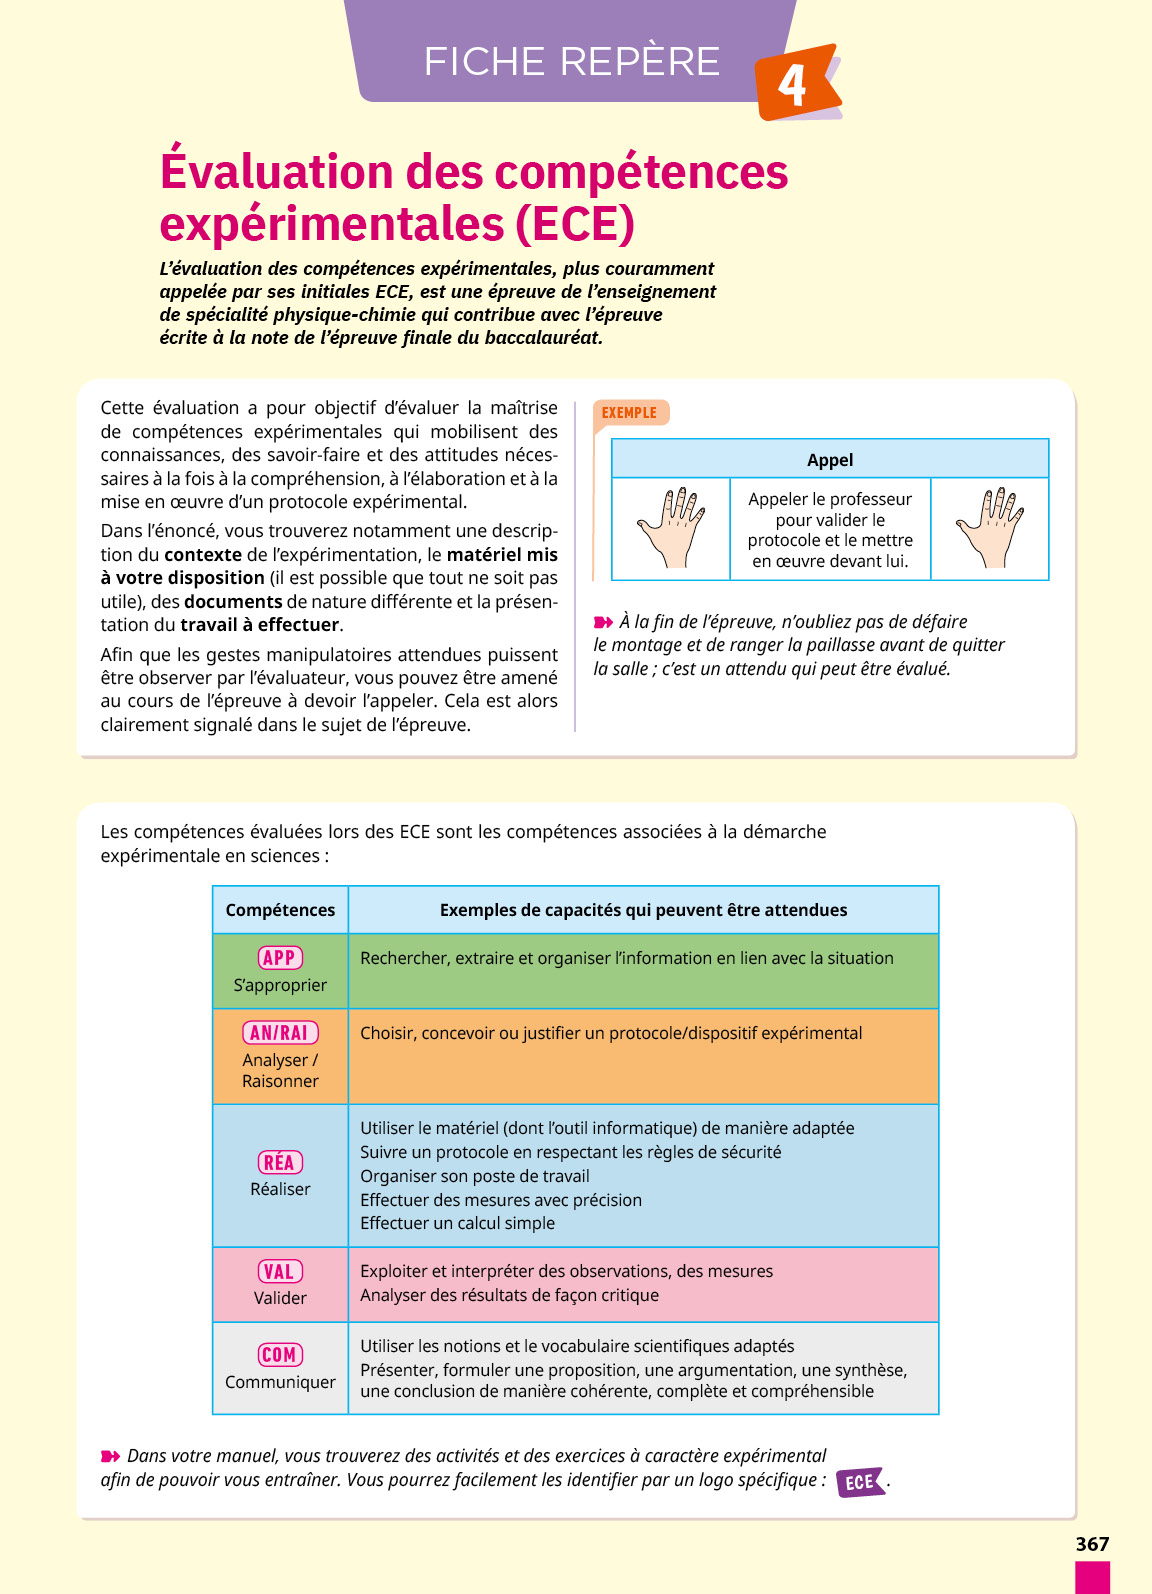 FICHE REPÈRE
4
Évaluation des compétences
expérimentales (ECE)
L’évaluation des compétences expérimentales, plus couramment
appelée par ses initiales ECE, est une épreuve de l’enseignement
de spécialité physique-chimie qui contribue avec l’épreuve
écrite à la note de l’épreuve finale du baccalauréat.
Cette évaluation a pour objectif d’évaluer la maîtrise
de compétences expérimentales qui mobilisent des
connaissances, des savoir-faire et des attitudes néces-
saires à la fois à la compréhension, à l’élaboration et à la
mise en œuvre d’un protocole expérimental.
Dans l’énoncé, vous trouverez notamment une descrip-
tion du contexte de l’expérimentation, le matériel mis
à votre disposition (il est possible que tout ne soit pas
utile), des documents de nature différente et la présen-
tation du travail à effectuer.
Afin que les gestes manipulatoires attendues puissent
être observer par l’évaluateur, vous pouvez être amené
au cours de l’épreuve à devoir l’appeler. Cela est alors
clairement signalé dans le sujet de l’épreuve.
EXEMPLE
Appel
Appeler le professeur
pour valider le
protocole et le mettre
en œuvre devant lui.
À la fin de l’épreuve, n’oubliez pas de défaire
le montage et de ranger la paillasse avant de quitter
la salle ; c’est un attendu qui peut être évalué.
Les compétences évaluées lors des ECE sont les compétences associées à la démarche
expérimentale en sciences :
Compétences
Exemples de capacités qui peuvent être attendues
APP
S’approprier
Rechercher, extraire et organiser l’information en lien avec la situation
AN/RAI
Analyser /
Raisonner
Choisir, concevoir ou justifier un protocole/dispositif expérimental
RÉA
Réaliser
Utiliser le matériel (dont l’outil informatique) de manière adaptée
Suivre un protocole en respectant les règles de sécurité
Organiser son poste de travail
Effectuer des mesures avec précision
Effectuer un calcul simple
VAL
Valider
Exploiter et interpréter des observations, des mesures
Analyser des résultats de façon critique
COM
Communiquer
Utiliser les notions et le vocabulaire scientifiques adaptés
Présenter, formuler une proposition, une argumentation, une synthèse,
une conclusion de manière cohérente, complète et compréhensible
Dans votre manuel, vous trouverez des activités et des exercices à caractère expérimental
afin de pouvoir vous entraîner. Vous pourrez facilement les identifier par un logo spécifique : ECE .
367